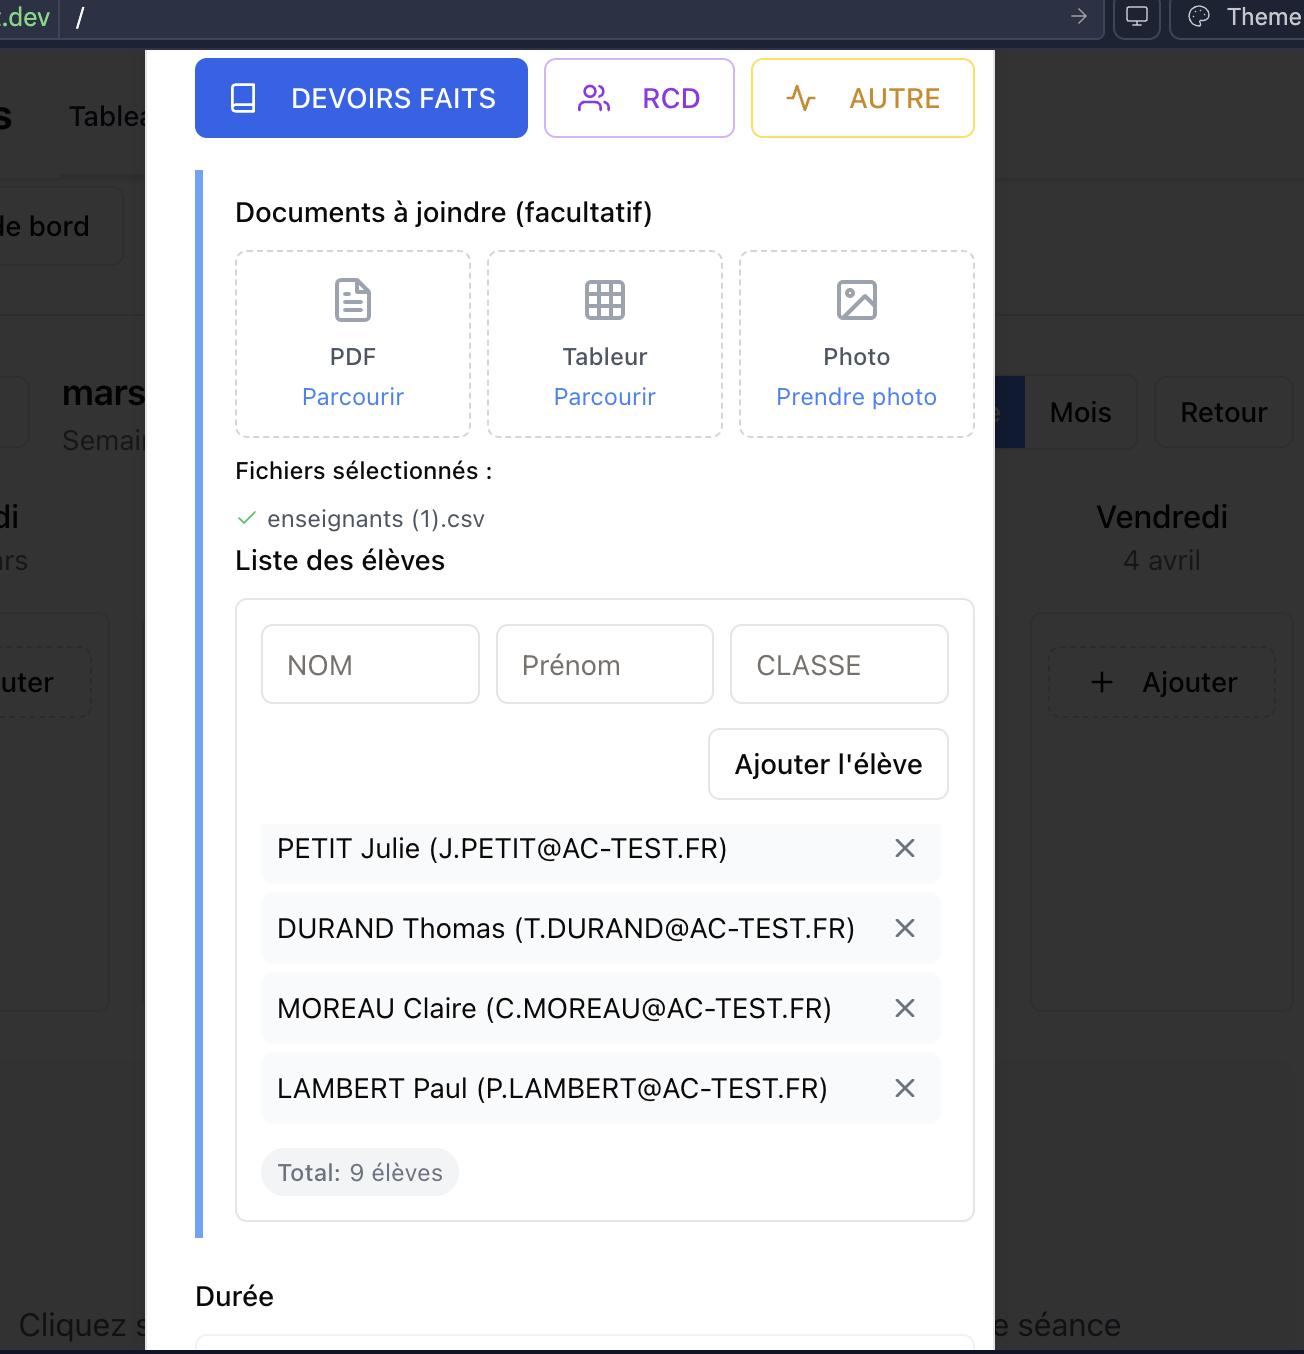 .dev /
Theme
s Tablea
DEVOIRS FAITS RCD AUTRE
de bord
Documents à joindre (facultatif)
PDF Tableur Photo
Parcourir Parcourir Prendre photo
mars
Semai
e Mois Retour
Fichiers sélectionnés :
enseignants (1).csv
Liste des élèves
di
rs
Vendredi
4 avril
NOM Prénom CLASSE
uter
Ajouter
Ajouter l'élève
PETIT Julie (J.PETIT@AC-TEST.FR)
DURAND Thomas (T.DURAND@AC-TEST.FR)
MOREAU Claire (C.MOREAU@AC-TEST.FR)
LAMBERT Paul (P.LAMBERT@AC-TEST.FR)
Total: 9 élèves
Durée
Cliquez s
e séance